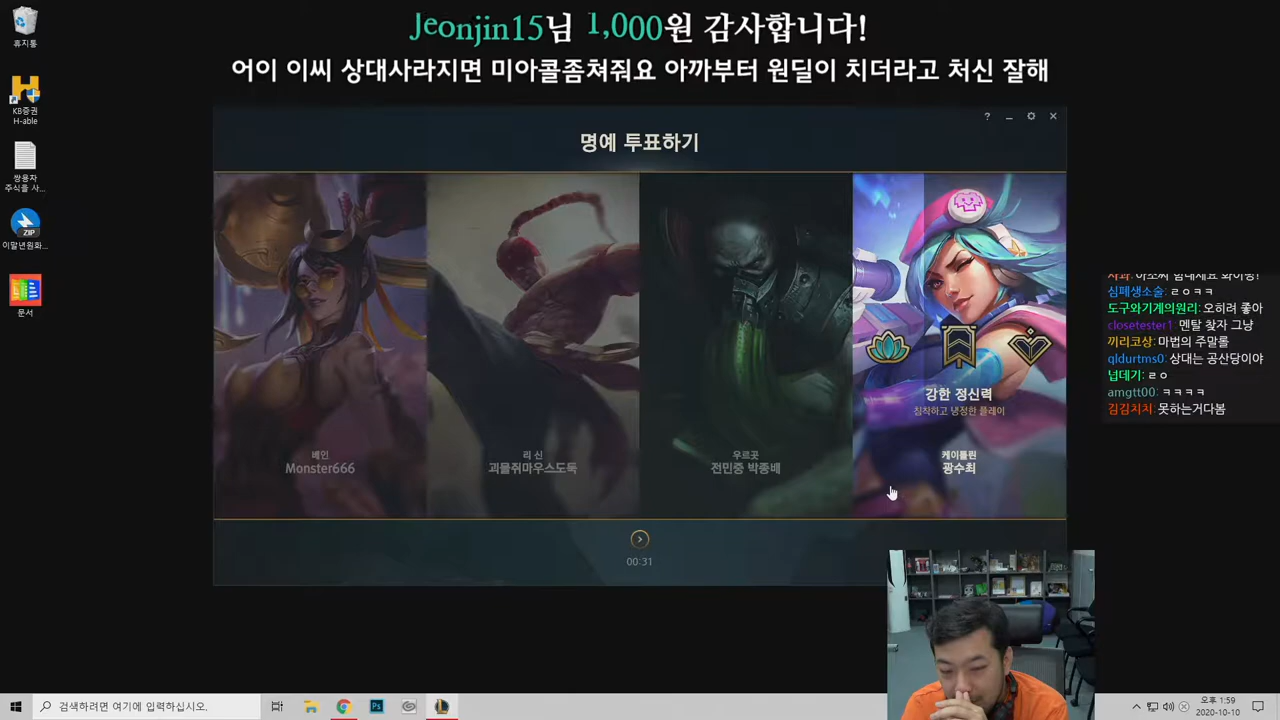 Jeonjin15님 1,000원 감사합니다!
어이 이씨 상대사라지면 미아콜좀쳐줘요 아까부터 원딜이 치더라고 처신 잘해
휴지통
KB증권
H-able
쌍용자
주식을 사...
ZIP
이말년원화...
문서
?
명예 투표하기
강한 정신력
침착하고 냉정한 플레이
베인
Monster666
리 신
괴물쥐마우스도둑
우르곳
전민중 박종배
케이틀린
광수최
00:31
심폐생소술: ㄹㅇㅋㅋ
도구와기계의원리: 오히려 좋아
closetester1: 멘탈 찾자 그냥
끼리코상: 마법의 주말롤
qldurtms0: 상대는 공산당이야
넙데기: ㄹㅇ
amgtt00: ㅋㅋㅋㅋ
김김치치: 못하는거다봄
검색하려면 여기에 입력하십시오.
Ps
오후 1:59
2020-10-10